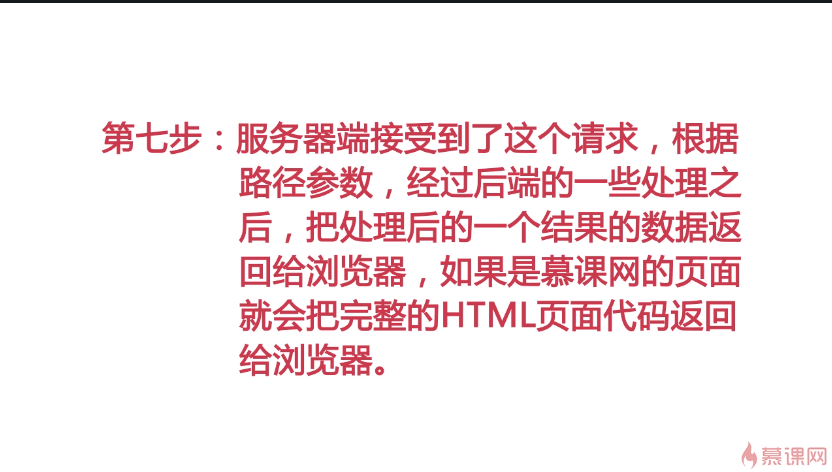 第七步：服务器端接受到了这个请求，根据
路径参数，经过后端的一些处理之
后，把处理后的一个结果的数据返
回给浏览器，如果是慕课网的页面
就会把完整的HTML页面代码返回
给浏览器。
慕课网